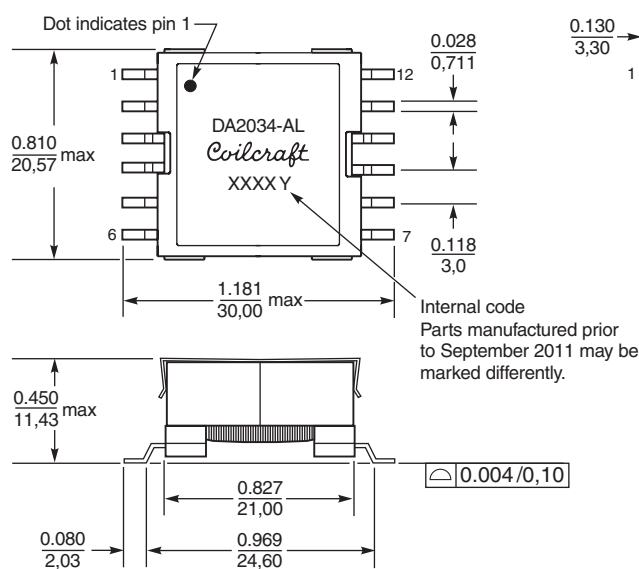 Dot indicates pin 1
0.130
3,30
1
0.028
0,711
1
12
DA2034-AL
Coilcraft
XXXX Y
0.810
20,57 max
6
7
0.118
3,0
1.181
30,00 max
Internal code
Parts manufactured prior
to September 2011 may be
marked differently.
0.450
11,43 max
0.004/0,10
0.827
21,00
0.080
2,03
0.969
24,60